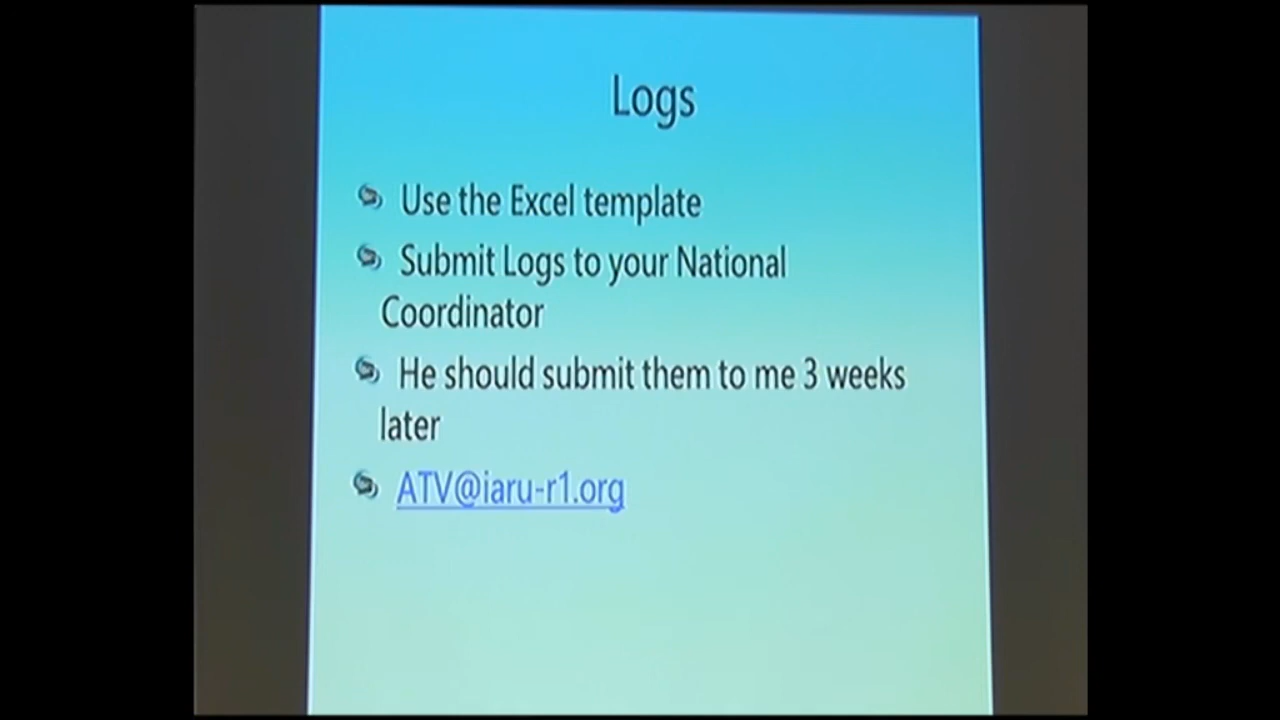 Logs
Use the Excel template
Submit Logs to your National
Coordinator
He should submit them to me 3 weeks
later
ATV@iaru-r1.org